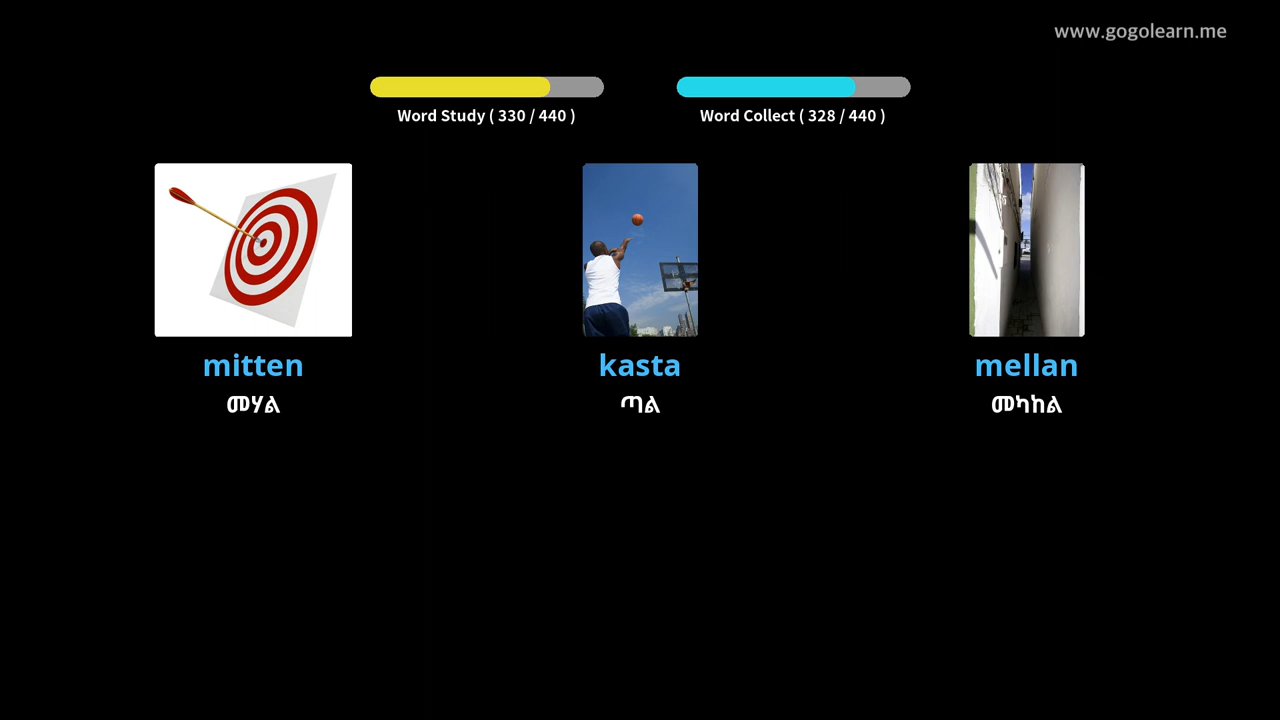 www.gogolearn.me
Word Study ( 330 / 440 )
Word Collect ( 328 / 440 )
mitten
kasta
mellan
መሃል
ጣል
መካከል